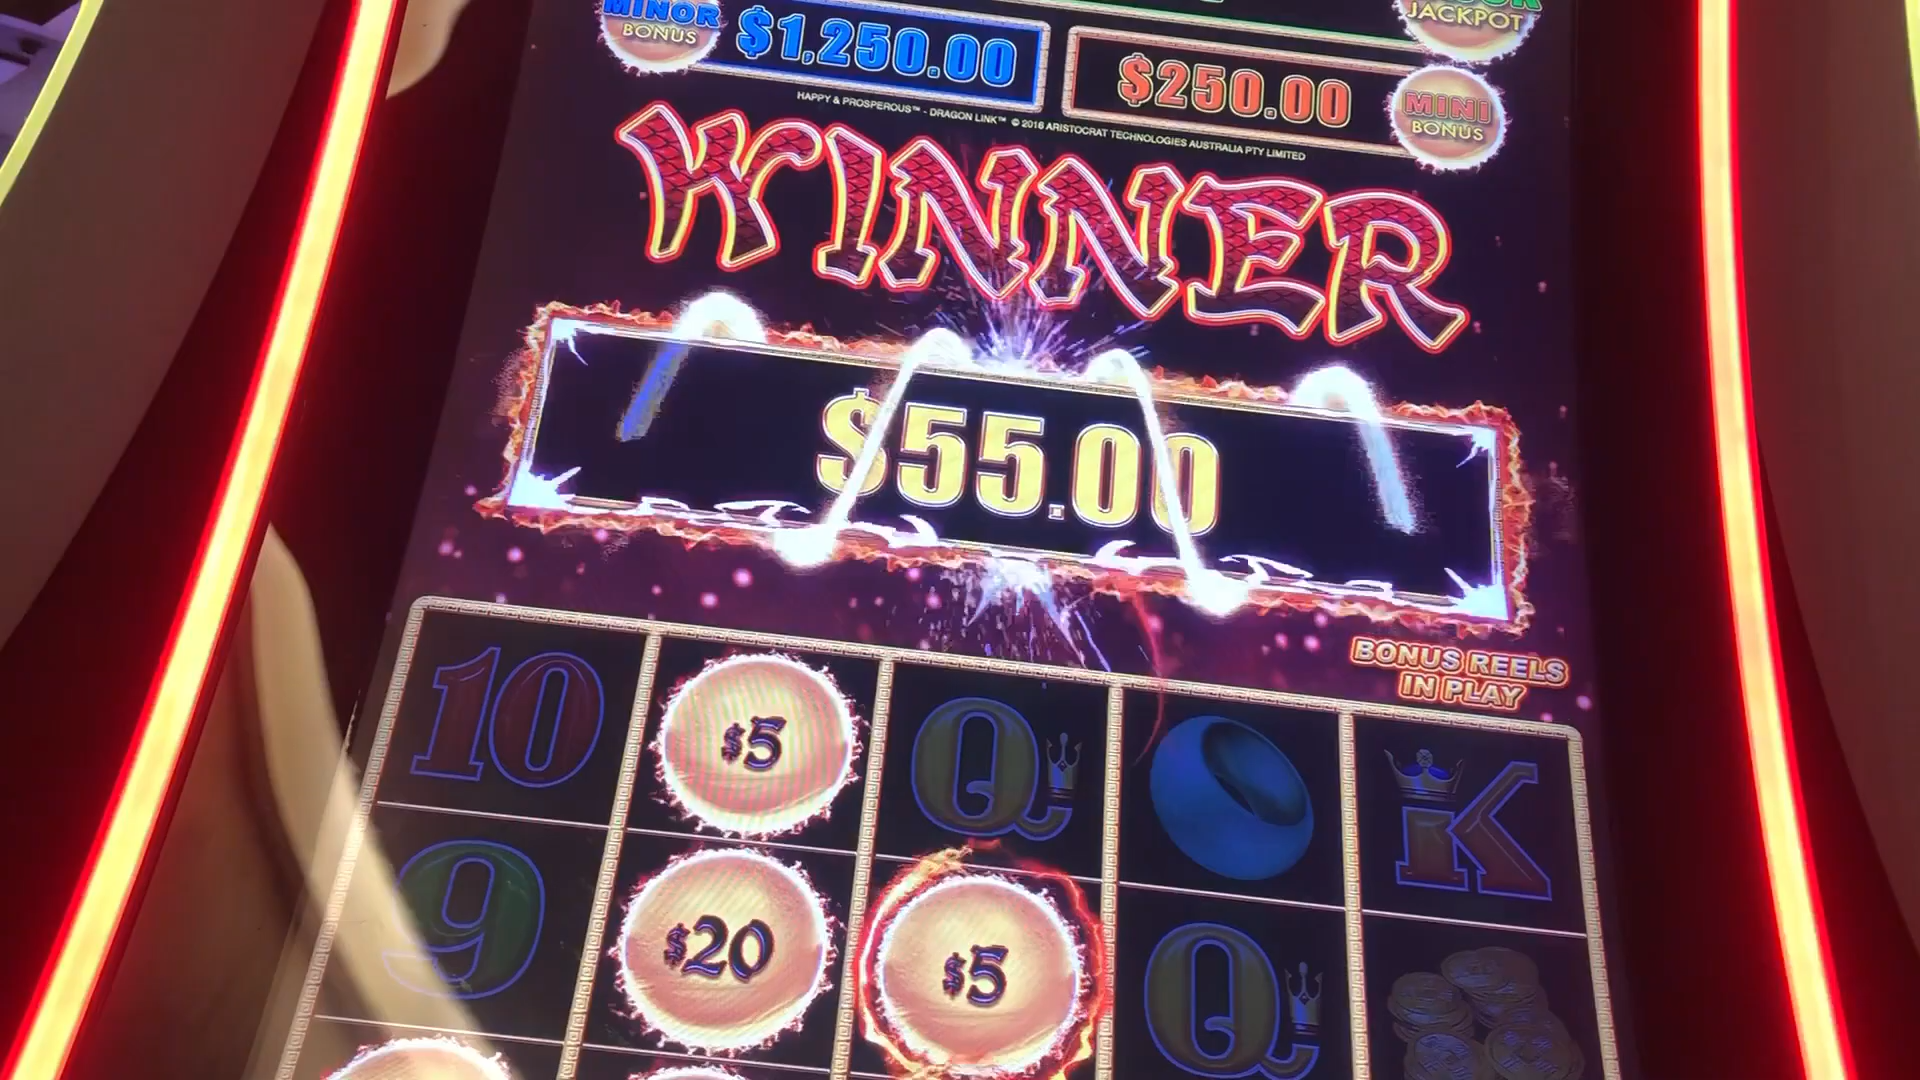 MINOR
BONUS
$1,250.00
$250.00
JACKPOT
MINI
BONUS
HAPPY & PROSPEROUS™ - DRAGON LINK™ © 2016 ARISTOCRAT TECHNOLOGIES AUSTRALIA PTY LIMITED
WINNER
$55.00
BONUS REELS
IN PLAY
10
$5
Q
K
9
$20
$5
Q